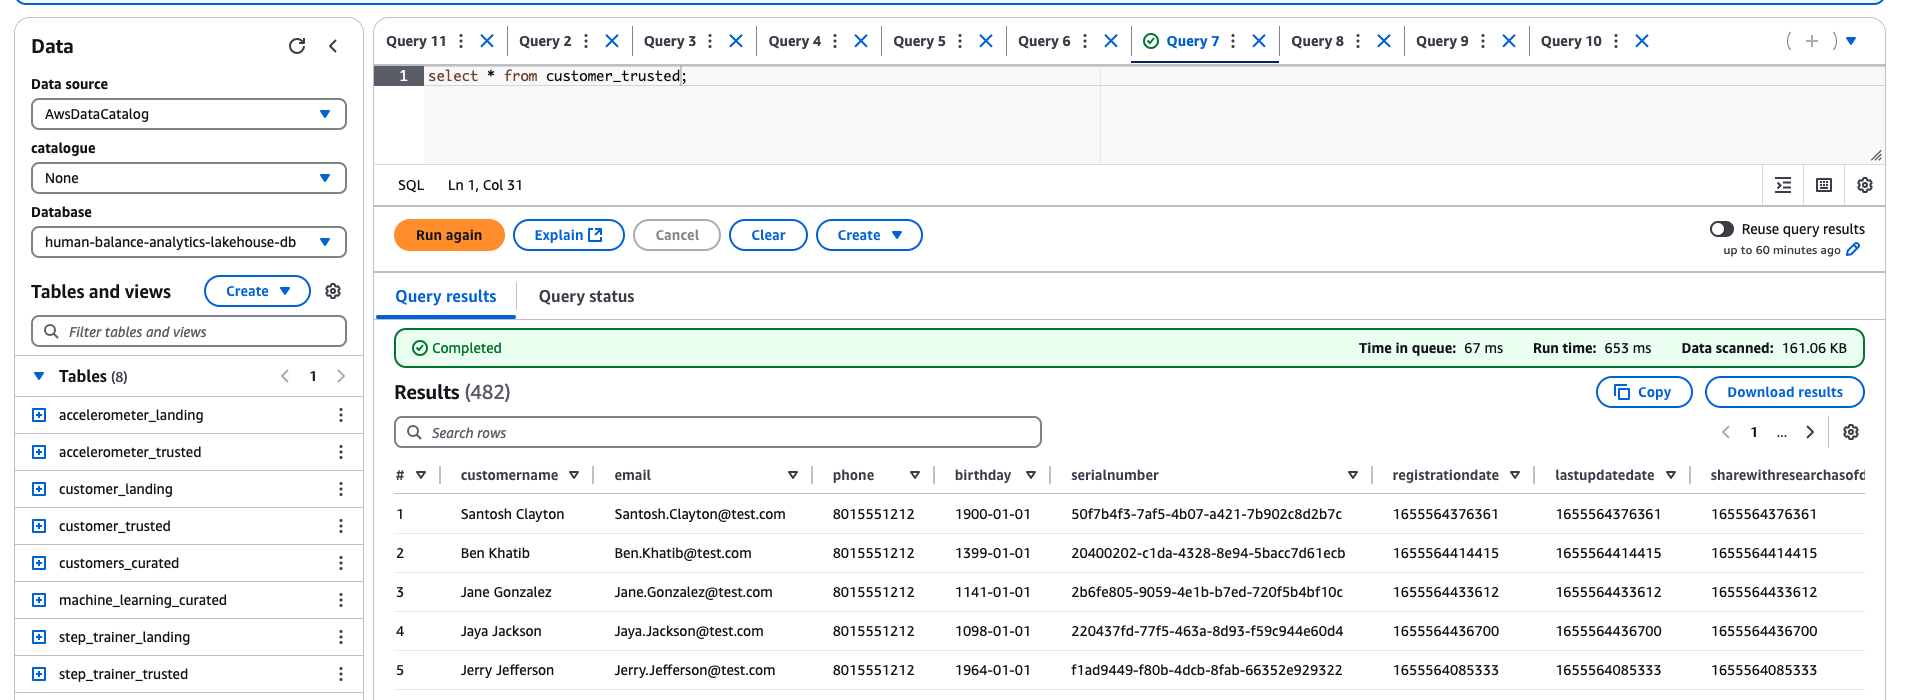 Data
Data source
AwsDataCatalog
catalogue
None
Database
human-balance-analytics-lakehouse-db
Tables and views
Create
Filter tables and views
Tables (8)
1
accelerometer_landing
accelerometer_trusted
customer_landing
customer_trusted
customers_curated
machine_learning_curated
step_trainer_landing
step_trainer_trusted
Query 11 Query 2 Query 3 Query 4 Query 5 Query 6 Query 7 Query 8 Query 9 Query 10
1 select * from customer_trusted;
SQL Ln 1, Col 31
Run again Explain Cancel Clear Create
Reuse query results
up to 60 minutes ago
Query results Query status
Completed Time in queue: 67 ms Run time: 653 ms Data scanned: 161.06 KB
Results (482) Copy Download results
Search rows
1 ...
# customername email phone birthday serialnumber registrationdate lastupdatedate sharewithresearchasofd
1 Santosh Clayton Santosh.Clayton@test.com 8015551212 1900-01-01 50f7b4f3-7af5-4b07-a421-7b902c8d2b7c 1655564376361 1655564376361 1655564376361
2 Ben Khatib Ben.Khatib@test.com 8015551212 1399-01-01 20400202-c1da-4328-8e94-5bacc7d61ecb 1655564414415 1655564414415 1655564414415
3 Jane Gonzalez Jane.Gonzalez@test.com 8015551212 1141-01-01 2b6fe805-9059-4e1b-b7ed-720f5b4bf10c 1655564433612 1655564433612 1655564433612
4 Jaya Jackson Jaya.Jackson@test.com 8015551212 1098-01-01 220437fd-77f5-463a-8d93-f59c944e60d4 1655564436700 1655564436700 1655564436700
5 Jerry Jefferson Jerry.Jefferson@test.com 8015551212 1964-01-01 f1ad9449-f80b-4dcb-8fab-66352e929322 1655564085333 1655564085333 1655564085333